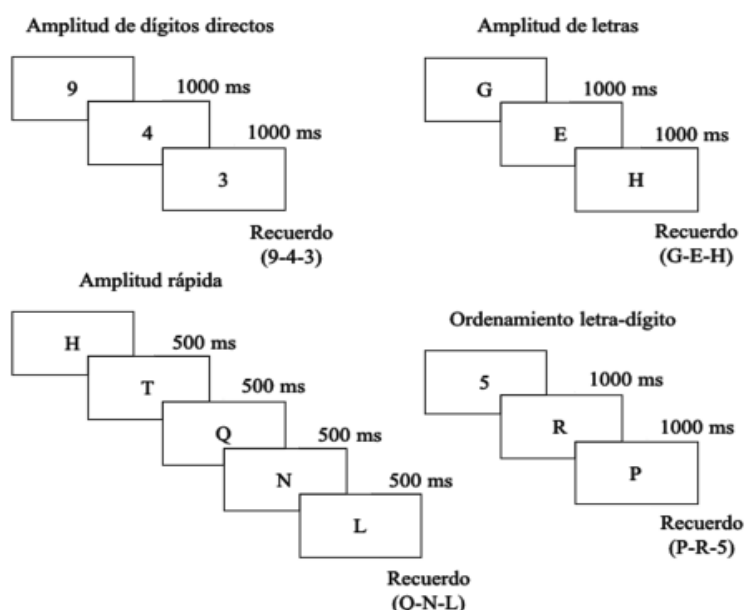 Amplitud de dígitos directos
9
1000 ms
4
1000 ms
3
Recuerdo
(9-4-3)
Amplitud de letras
G
1000 ms
E
1000 ms
H
Recuerdo
(G-E-H)
Amplitud rápida
H
500 ms
T
500 ms
Q
500 ms
N
500 ms
L
Recuerdo
(Q-N-L)
Ordenamiento letra-dígito
5
1000 ms
R
1000 ms
P
Recuerdo
(P-R-5)